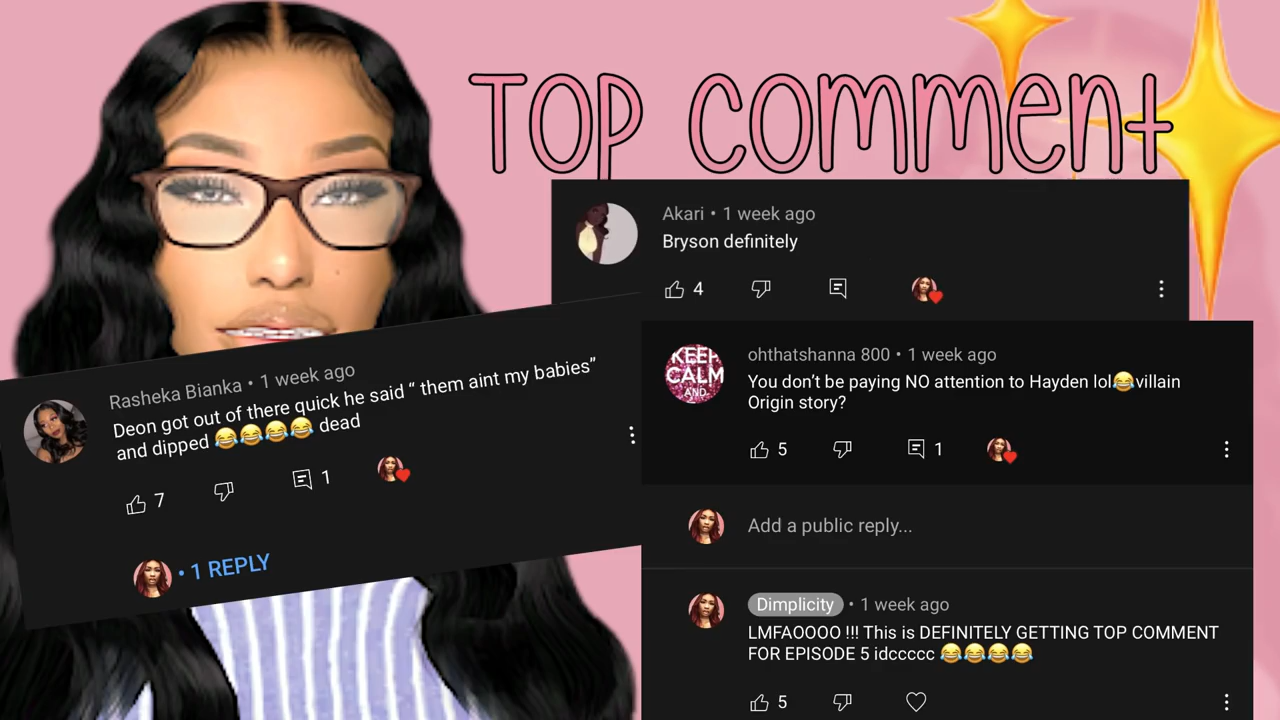 TOP COMMENT
Akari • 1 week ago
Bryson definitely
4
Rasheka Bianka • 1 week ago
Deon got out of there quick he said “ them aint my babies”
and dipped 😂😂😂😂 dead
7
1
• 1 REPLY
KEEP
CALM
AND
ohthatshanna 800 • 1 week ago
You don’t be paying NO attention to Hayden lol😂villain
Origin story?
5
1
Add a public reply...
Dimplicity • 1 week ago
LMFAOOOO !!! This is DEFINITELY GETTING TOP COMMENT
FOR EPISODE 5 idccccc 😂😂😂😂
5